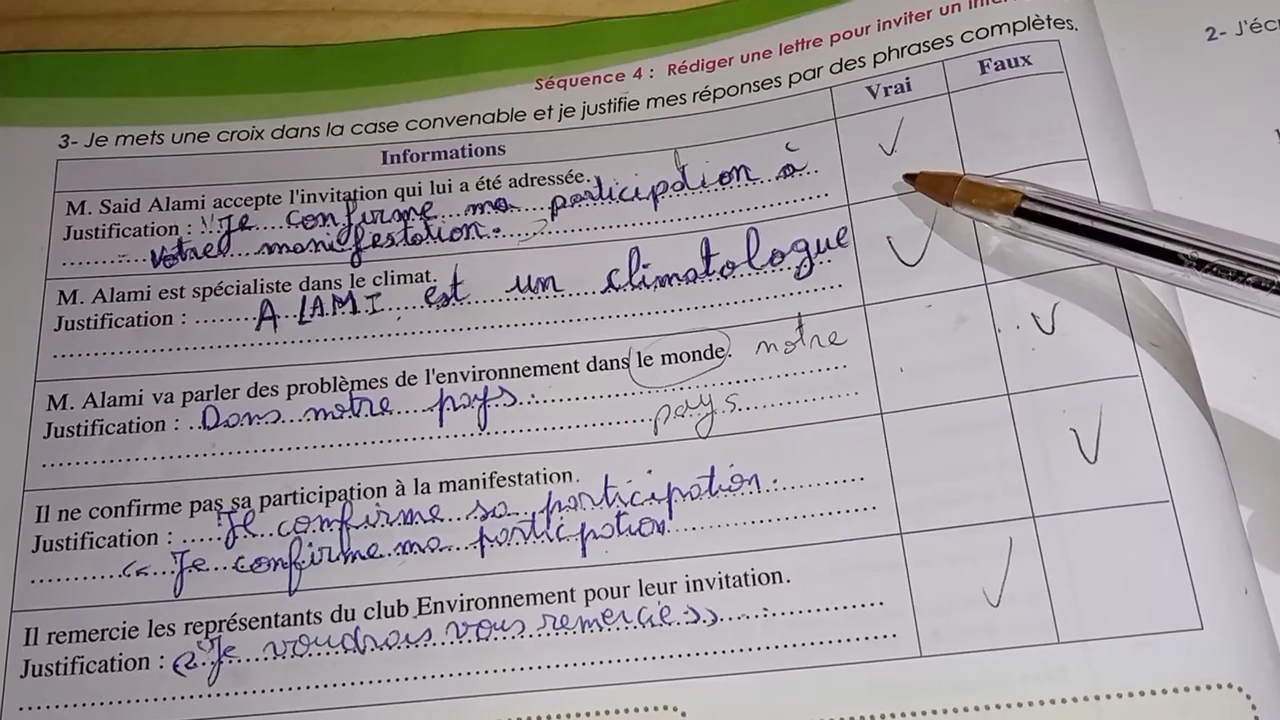 Séquence 4 : Rédiger une lettre pour inviter un
2- J'éc
3- Je mets une croix dans la case convenable et je justifie mes réponses par des phrases complètes.
Informations Vrai Faux
M. Said Alami accepte l'invitation qui lui a été adressée.
Justification : "Je confirme ma participation à
votre manifestation.
M. Alami est spécialiste dans le climat.
Justification : A LAMI est un climatologue
M. Alami va parler des problèmes de l'environnement dans le monde. notre
Justification : Dans notre pays.
pays
Il ne confirme pas sa participation à la manifestation.
Justification : Je confirme sa participation.
« Je confirme ma participation
Il remercie les représentants du club Environnement pour leur invitation.
Justification : « Je voudrais vous remercie »